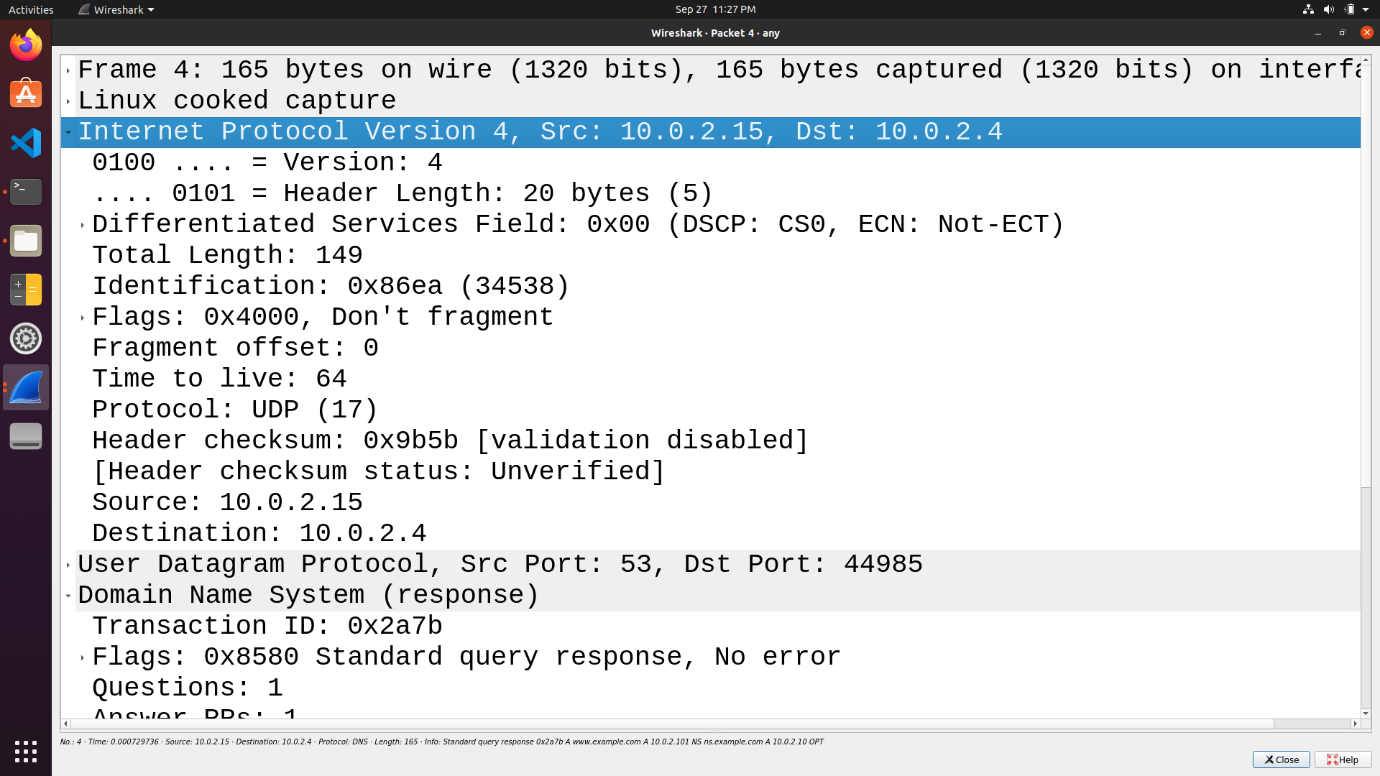 Activities
Wireshark
Sep 27 11:27 PM
Wireshark · Packet 4 · any
Frame 4: 165 bytes on wire (1320 bits), 165 bytes captured (1320 bits) on interfa
Linux cooked capture
Internet Protocol Version 4, Src: 10.0.2.15, Dst: 10.0.2.4
0100 .... = Version: 4
.... 0101 = Header Length: 20 bytes (5)
Differentiated Services Field: 0x00 (DSCP: CS0, ECN: Not-ECT)
Total Length: 149
Identification: 0x86ea (34538)
Flags: 0x4000, Don't fragment
Fragment offset: 0
Time to live: 64
Protocol: UDP (17)
Header checksum: 0x9b5b [validation disabled]
[Header checksum status: Unverified]
Source: 10.0.2.15
Destination: 10.0.2.4
User Datagram Protocol, Src Port: 53, Dst Port: 44985
Domain Name System (response)
Transaction ID: 0x2a7b
Flags: 0x8580 Standard query response, No error
Questions: 1
Answer RRs: 1
No.: 4 · Time: 0.000729736 · Source: 10.0.2.15 · Destination: 10.0.2.4 · Protocol: DNS · Length: 165 · Info: Standard query response 0x2a7b A www.example.com A 10.0.2.101 NS ns.example.com A 10.0.2.10 OPT
Close
Help